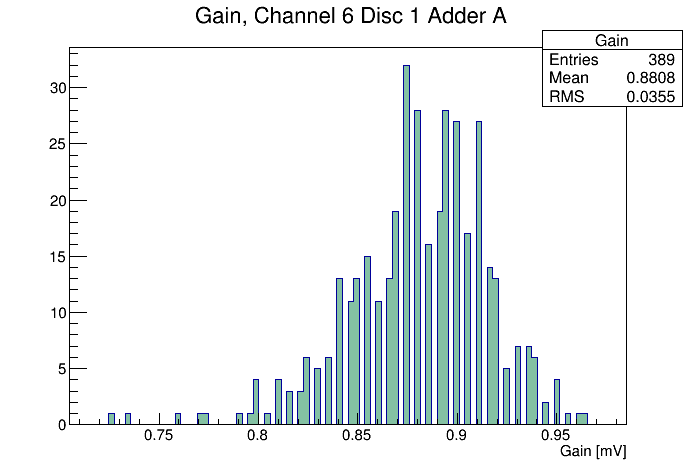 Gain, Channel 6 Disc 1 Adder A
Gain
Entries 389
Mean 0.8808
RMS 0.0355
30
25
20
15
10
5
0
0.75 0.8 0.85 0.9 0.95
Gain [mV]